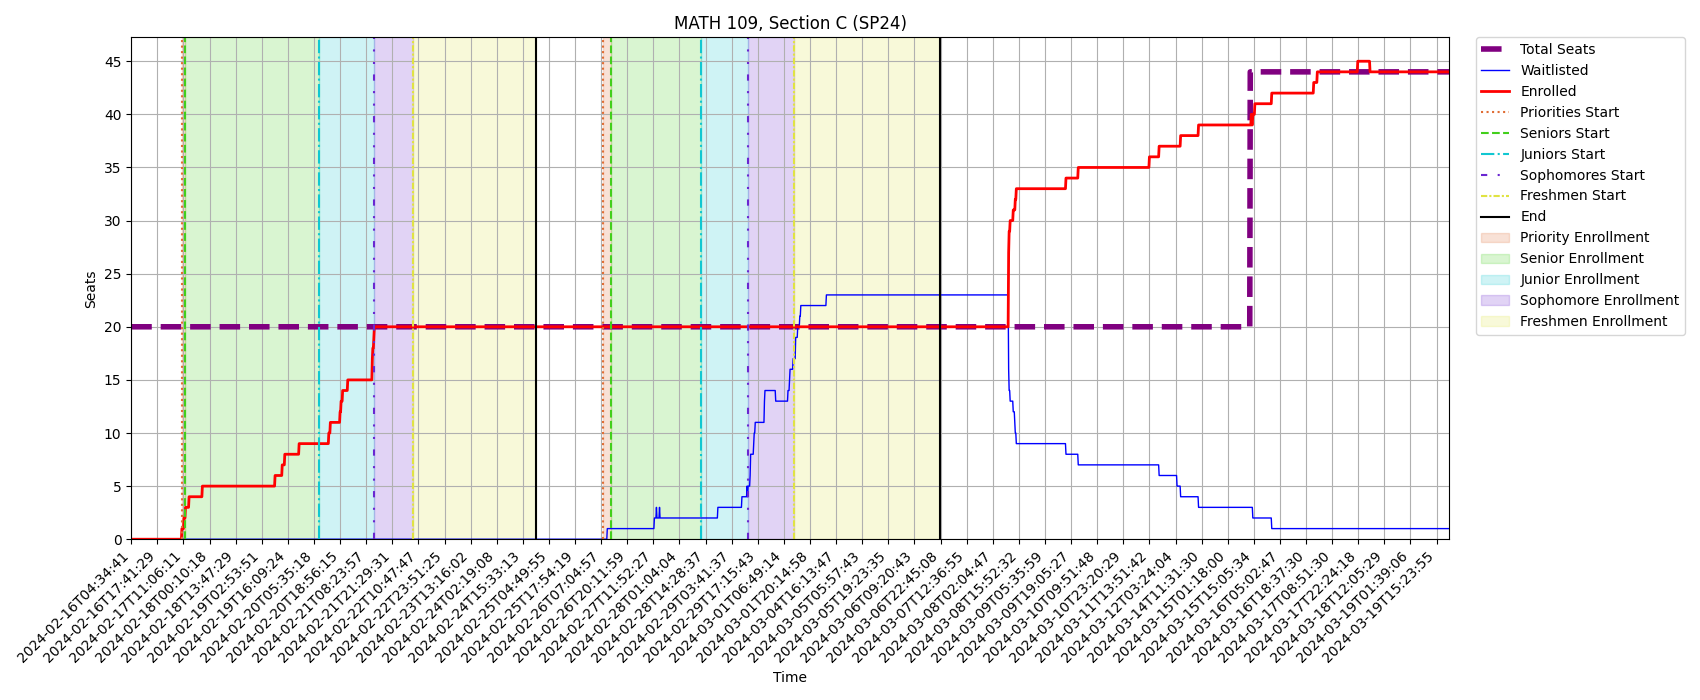 MATH 109, Section C (SP24)
Seats
45
40
35
30
25
20
15
10
5
0
2024-02-16T04:34:41
2024-02-16T17:41:29
2024-02-17T11:06:11
2024-02-18T00:10:18
2024-02-18T13:47:29
2024-02-19T02:53:51
2024-02-19T16:09:24
2024-02-20T05:35:18
2024-02-20T18:56:15
2024-02-21T08:23:57
2024-02-21T21:29:31
2024-02-22T10:47:47
2024-02-22T23:51:25
2024-02-23T13:16:02
2024-02-24T02:19:08
2024-02-24T15:33:13
2024-02-25T04:49:55
2024-02-25T17:54:19
2024-02-26T07:04:57
2024-02-26T20:11:59
2024-02-27T11:52:27
2024-02-28T01:04:04
2024-02-28T14:28:37
2024-02-29T03:41:37
2024-02-29T17:15:43
2024-03-01T06:49:14
2024-03-01T20:14:58
2024-03-04T16:13:47
2024-03-05T05:57:43
2024-03-05T19:23:35
2024-03-06T09:20:43
2024-03-06T22:45:08
2024-03-07T12:36:55
2024-03-08T02:04:47
2024-03-08T15:52:32
2024-03-09T05:35:59
2024-03-09T19:05:27
2024-03-10T09:51:48
2024-03-10T23:20:29
2024-03-11T13:51:42
2024-03-12T03:24:04
2024-03-14T11:31:30
2024-03-15T01:18:00
2024-03-15T15:05:34
2024-03-16T05:02:47
2024-03-16T18:37:30
2024-03-17T08:51:30
2024-03-17T22:24:18
2024-03-18T12:05:29
2024-03-19T01:39:06
2024-03-19T15:23:55
Time
Total Seats
Waitlisted
Enrolled
Priorities Start
Seniors Start
Juniors Start
Sophomores Start
Freshmen Start
End
Priority Enrollment
Senior Enrollment
Junior Enrollment
Sophomore Enrollment
Freshmen Enrollment